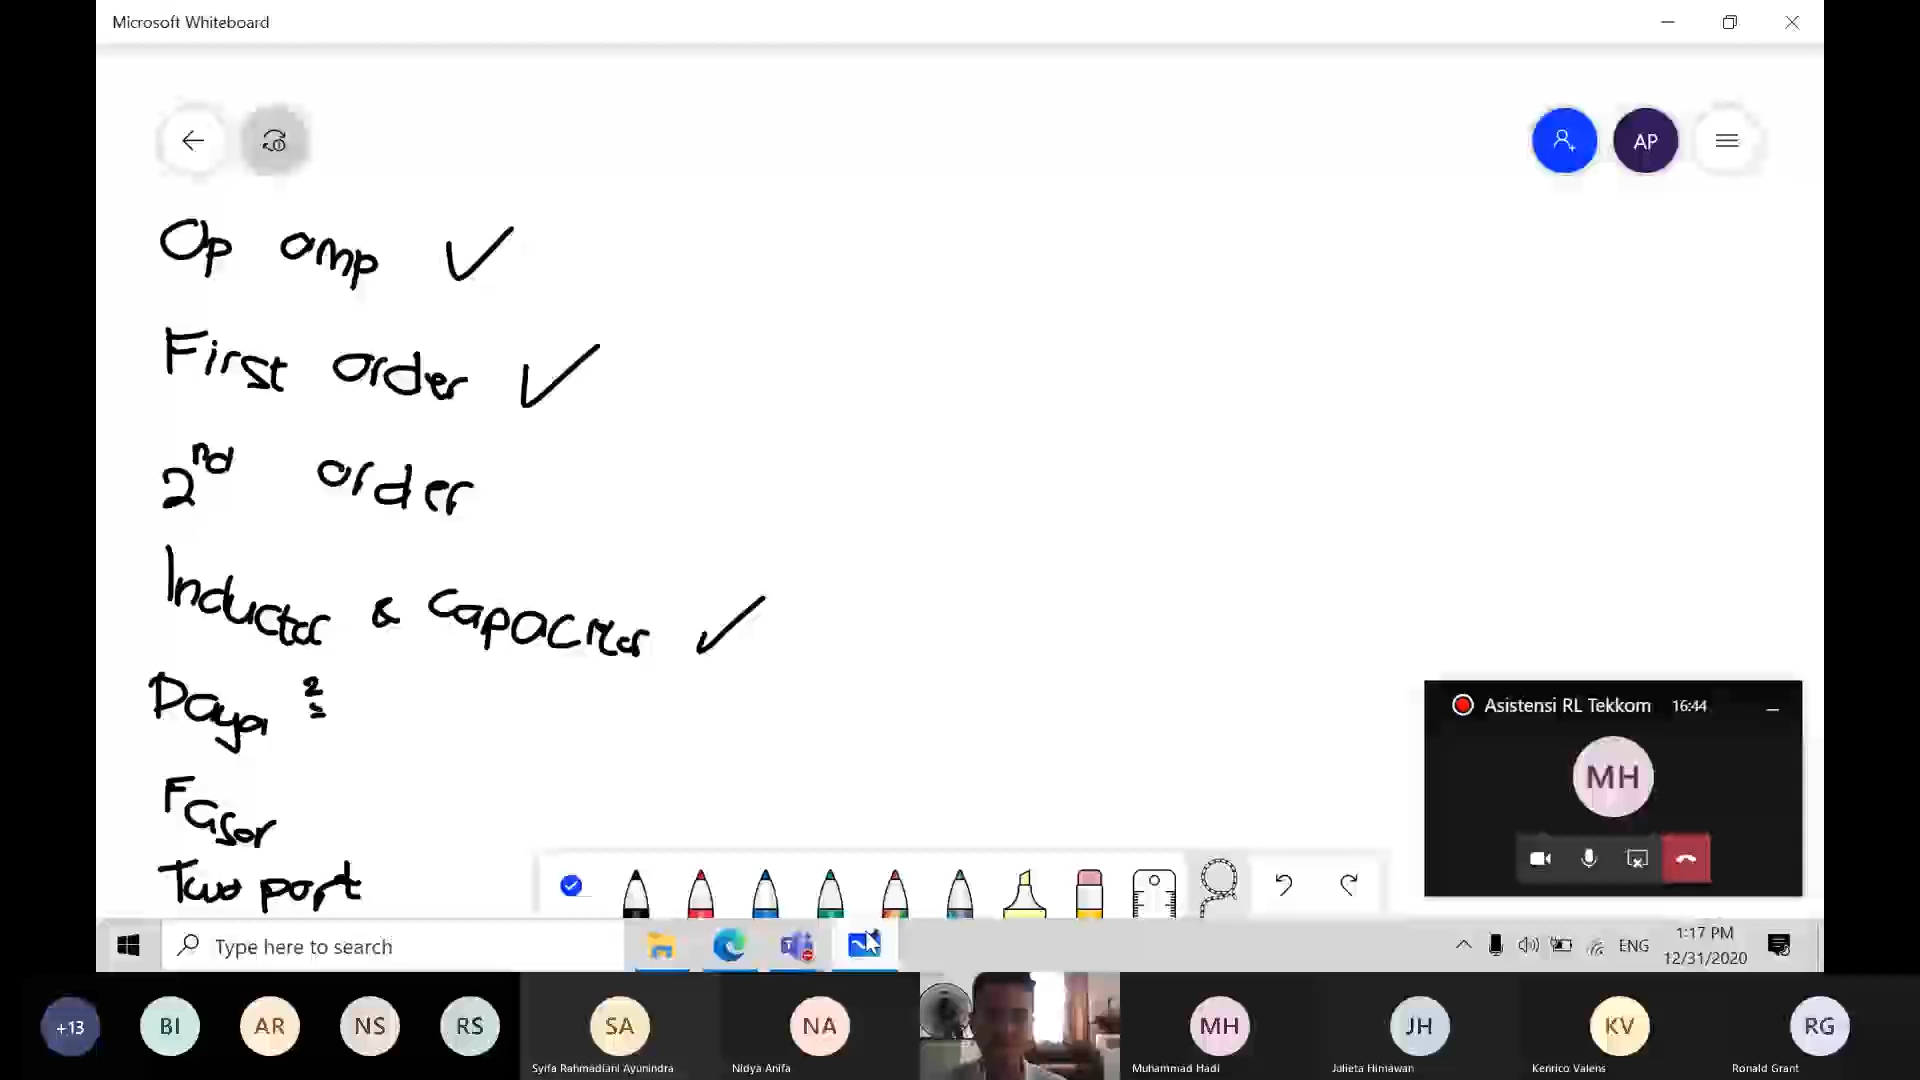 Microsoft Whiteboard
AP
Op amp ✓
First order ✓
2nd order
Inductor & capacitor ✓
Daya
Fasor
Two port
Asistensi RL Tekkom 16:44
MH
Type here to search
ENG
1:17 PM
12/31/2020
+13
BI
AR
NS
RS
SA
NA
MH
JH
KV
RG
Syifa Rahmadiani Ayunindra
Nidya Anifa
Muhammad Hadi
Julieta Himawan
Kenrico Valens
Ronald Grant